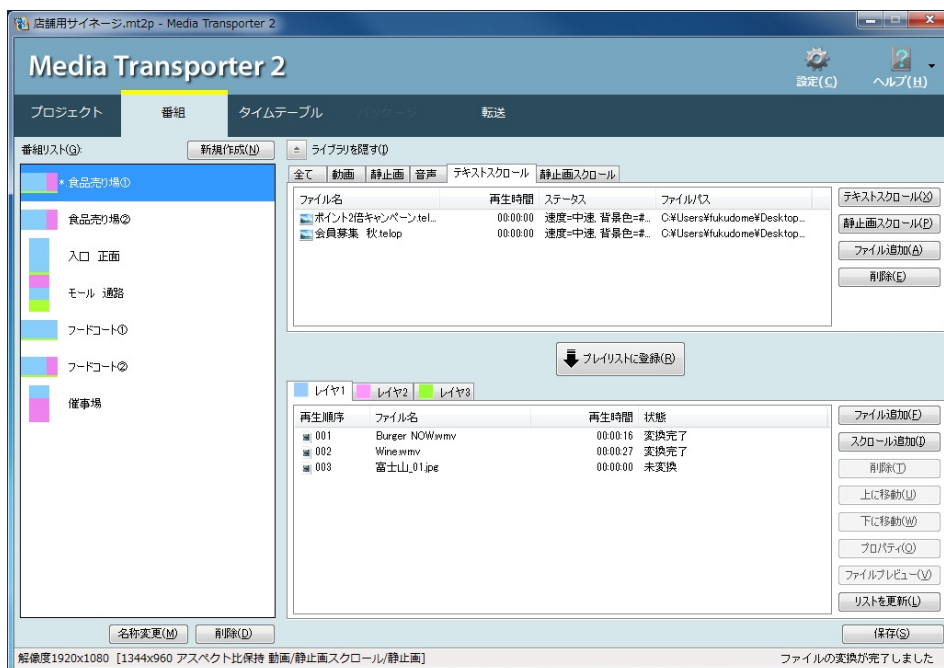 店舗用サイネージ.mt2p - Media Transporter 2
Media Transporter 2
設定(C) ヘルプ(H)
プロジェクト 番組 タイムテーブル パッケージ 転送
番組リスト(G): 新規作成(N) ライブラリを隠す(I)
全て 動画 静止画 音声 テキストスクロール 静止画スクロール
ファイル名 再生時間 ステータス ファイルパス
ポイント2倍キャンペーン.tel... 00:00:00 速度=中速, 背景色=#... C:¥Users¥fukudome¥Desktop...
会員募集 秋.telop 00:00:00 速度=中速, 背景色=#... C:¥Users¥fukudome¥Desktop...
テキストスクロール(X)
静止画スクロール(P)
ファイル追加(A)
削除(E)
*.食品売り場①
食品売り場②
入口 正面
モール 通路
フードコート①
フードコート②
催事場
プレイリストに登録(R)
レイヤ1 レイヤ2 レイヤ3
再生順序 ファイル名 再生時間 状態
001 Burger NOW.wmv 00:00:16 変換完了
002 Wine.wmv 00:00:27 変換完了
003 富士山_01.jpg 00:00:00 未変換
ファイル追加(F)
スクロール追加(I)
削除(T)
上に移動(U)
下に移動(W)
プロパティ(O)
ファイルプレビュー(V)
リストを更新(L)
名称変更(M) 削除(D) 保存(S)
解像度1920x1080 [1344x960 アスペクト比保持 動画/静止画スクロール/静止画] ファイルの変換が完了しました